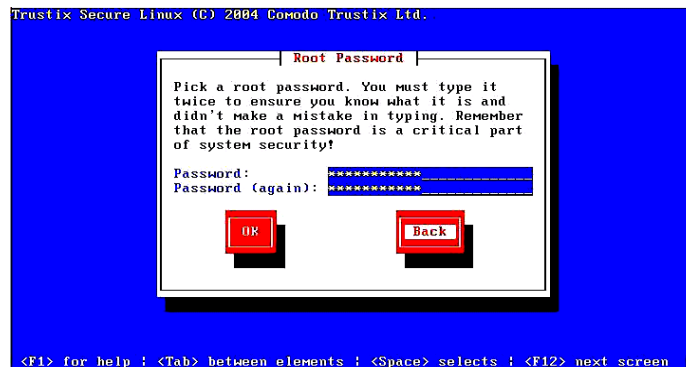 Trustix Secure Linux (C) 2004 Comodo Trustix Ltd.
Root Password
Pick a root password. You must type it
twice to ensure you know what it is and
didn't make a mistake in typing. Remember
that the root password is a critical part
of system security!
Password: ***********_____________
Password (again): ***********_____________
OK Back
<F1> for help | <Tab> between elements | <Space> selects | <F12> next screen